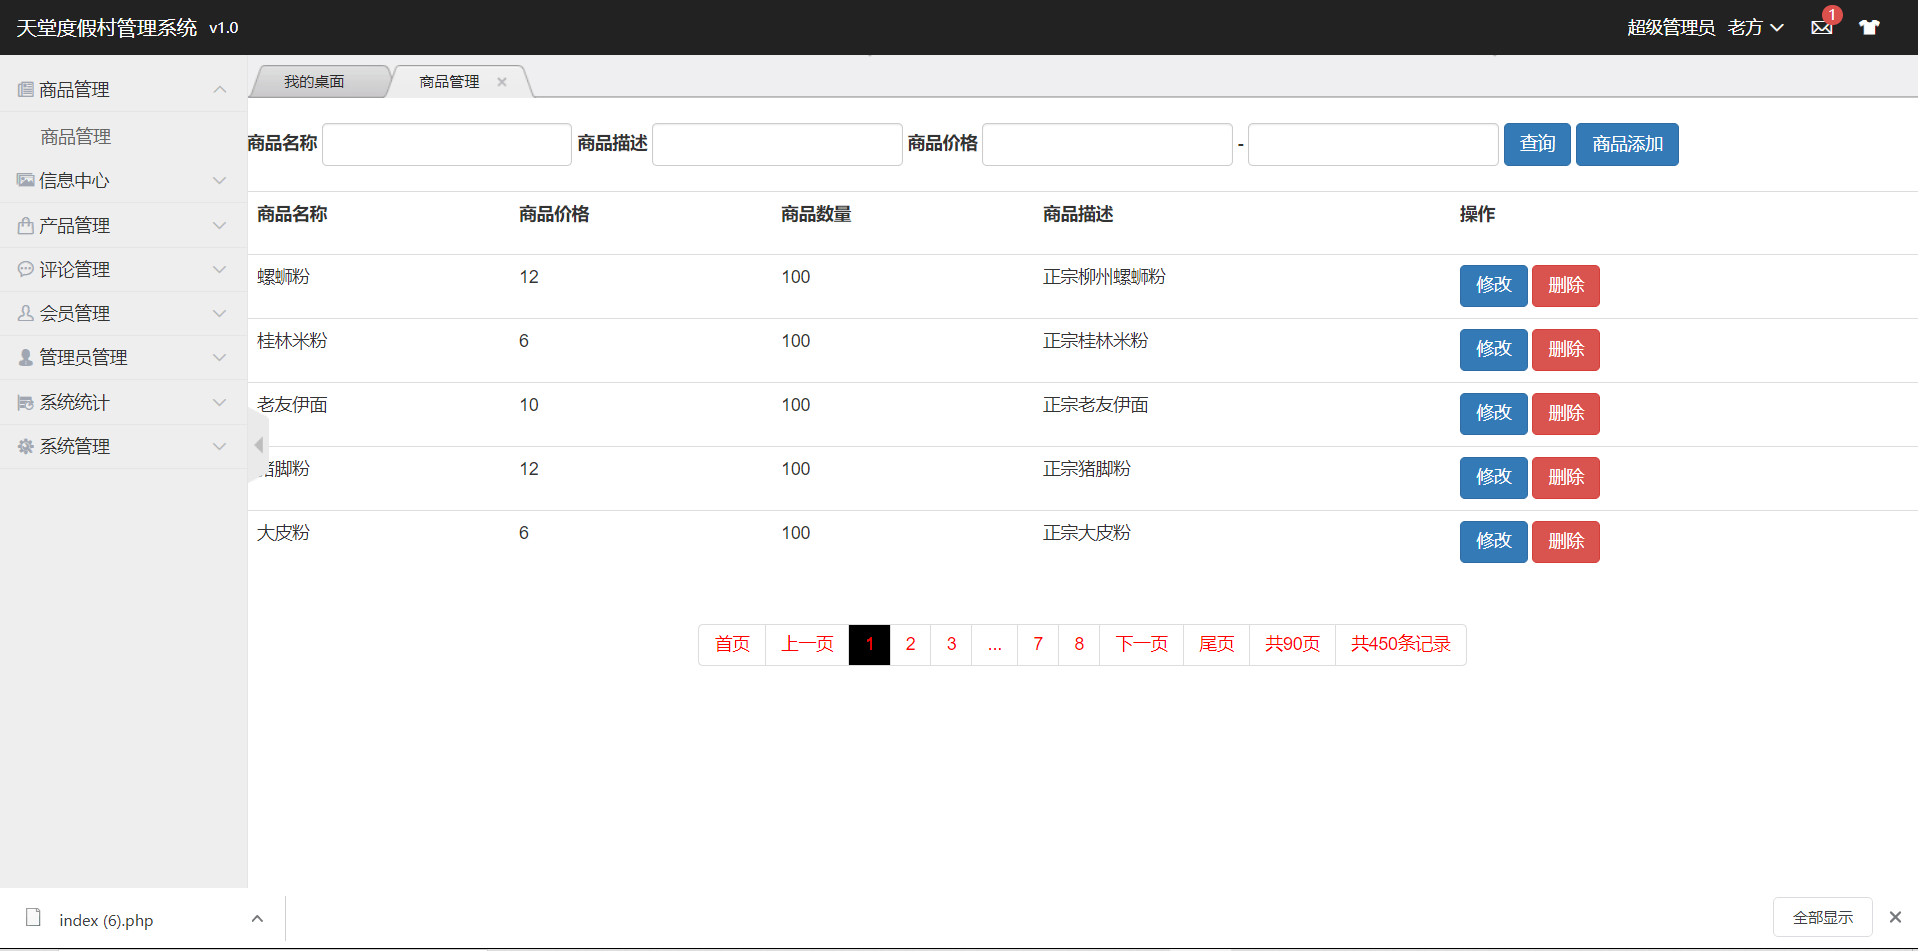 天堂度假村管理系统 v1.0
超级管理员 老方
1
商品管理
商品管理
信息中心
产品管理
评论管理
会员管理
管理员管理
系统统计
系统管理
我的桌面
商品管理
商品名称 商品描述 商品价格 - 查询 商品添加
商品名称 商品价格 商品数量 商品描述 操作
螺蛳粉 12 100 正宗柳州螺蛳粉 修改 删除
桂林米粉 6 100 正宗桂林米粉 修改 删除
老友伊面 10 100 正宗老友伊面 修改 删除
猪脚粉 12 100 正宗猪脚粉 修改 删除
大皮粉 6 100 正宗大皮粉 修改 删除
首页 上一页 1 2 3 ... 7 8 下一页 尾页 共90页 共450条记录
index (6).php
全部显示